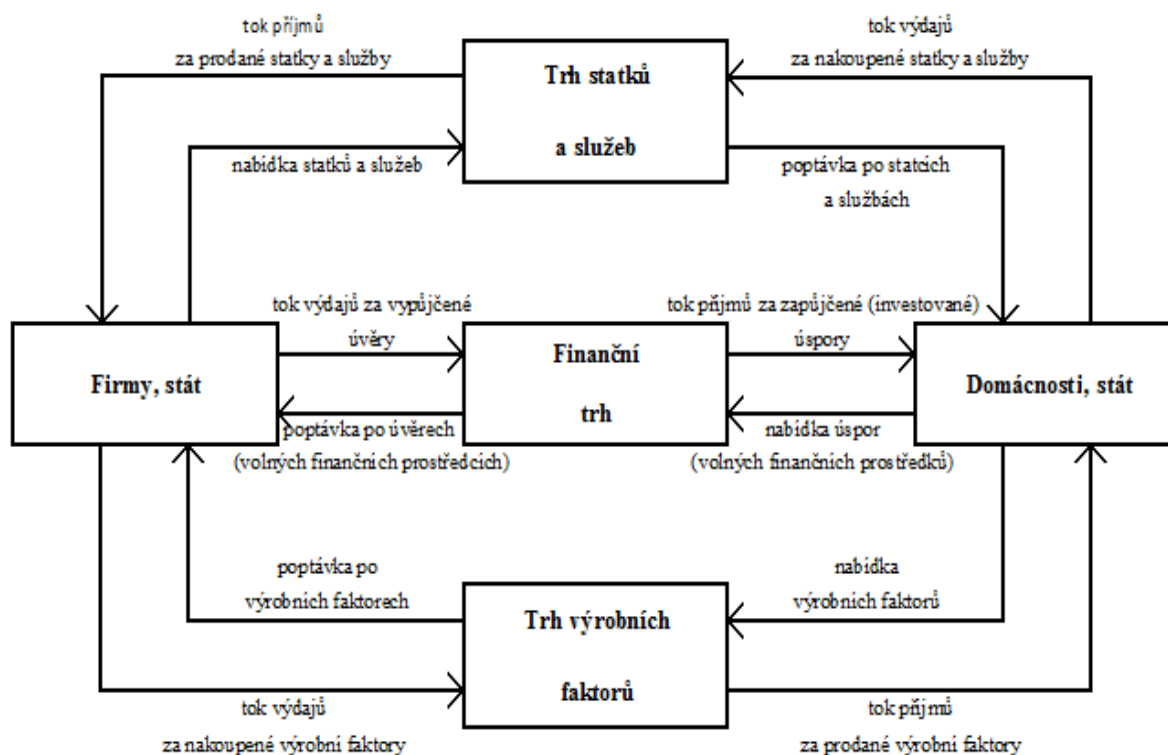 tok příjmů
za prodané statky a služby
tok výdajů
za nakoupené statky a služby
Trh statků
a služeb
nabídka statků a služeb
poptávka po statcích
a službách
tok výdajů za vypůjčené
úvěry
tok příjmů za zapůjčené (investované)
úspory
Firmy, stát
Finanční
trh
Domácnosti, stát
poptávka po úvěrech
(volných finančních prostředcích)
nabídka úspor
(volných finančních prostředků)
poptávka po
výrobních faktorech
nabídka
výrobních faktorů
Trh výrobních
faktorů
tok výdajů
za nakoupené výrobní faktory
tok příjmů
za prodané výrobní faktory